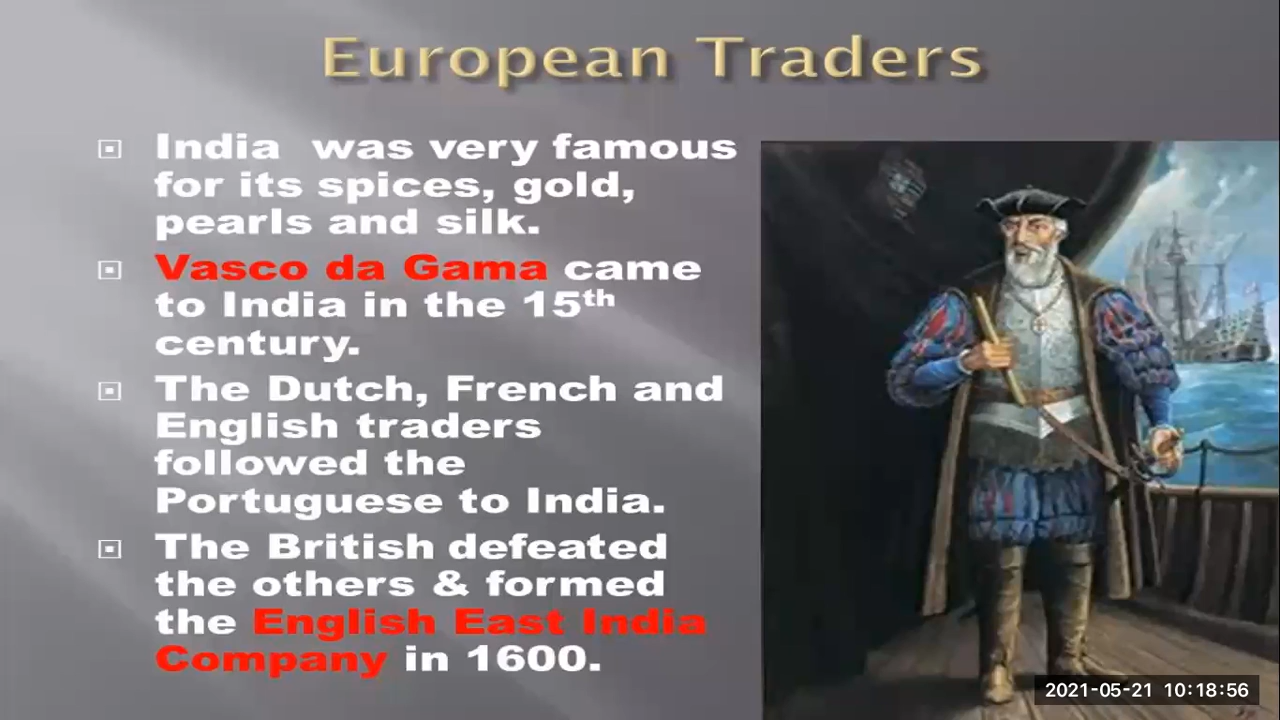 European Traders
India was very famous
for its spices, gold,
pearls and silk.
Vasco da Gama came
to India in the 15th
century.
The Dutch, French and
English traders
followed the
Portuguese to India.
The British defeated
the others & formed
the English East India
Company in 1600.
2021-05-21 10:18:56